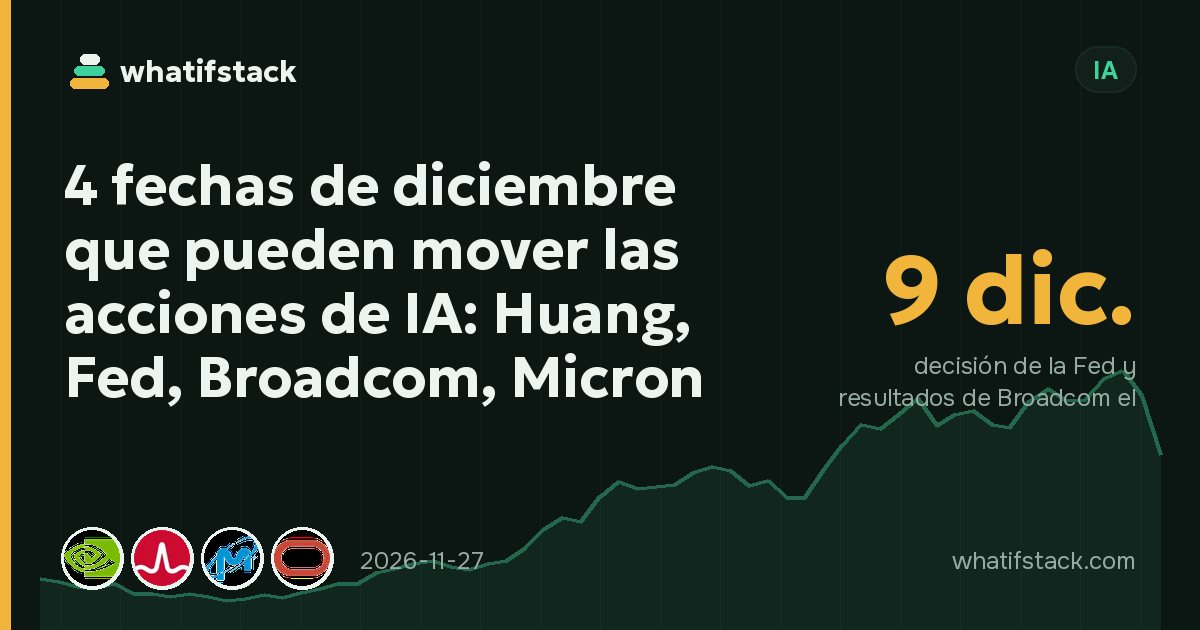 whatifstack
IA
4 fechas de diciembre
que pueden mover las
acciones de IA: Huang,
Fed, Broadcom, Micron
9 dic.
decisión de la Fed y
resultados de Broadcom el
2026-11-27
whatifstack.com